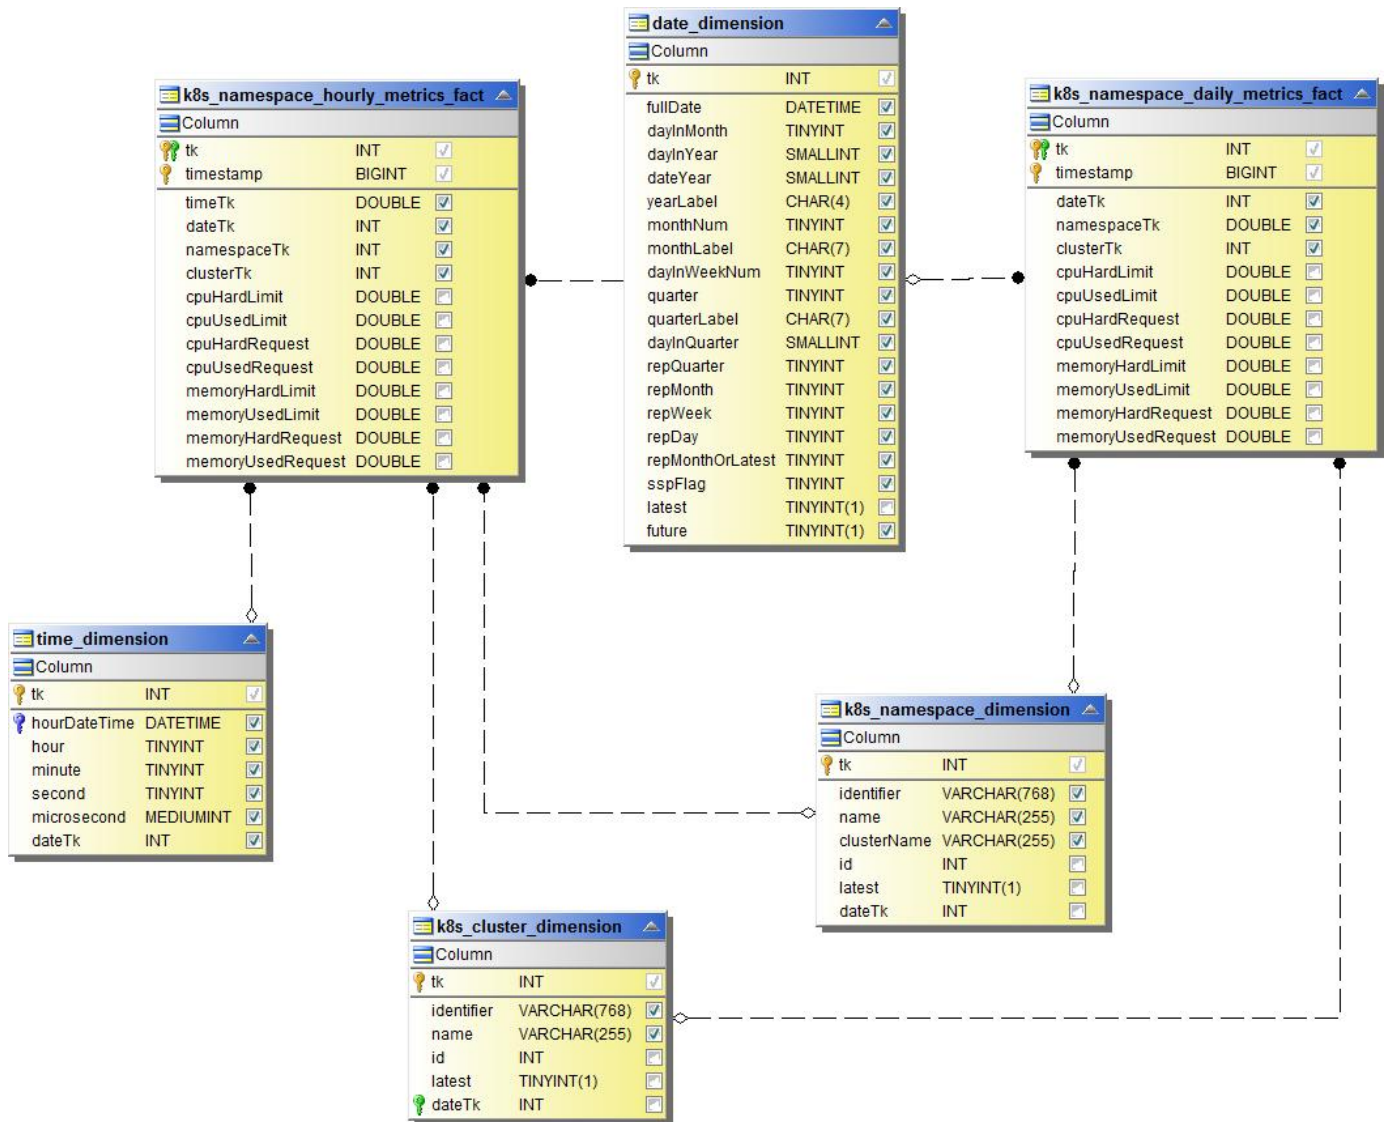 date_dimension
Column
tk INT
fullDate DATETIME
dayInMonth TINYINT
dayInYear SMALLINT
dateYear SMALLINT
yearLabel CHAR(4)
monthNum TINYINT
monthLabel CHAR(7)
dayInWeekNum TINYINT
quarter TINYINT
quarterLabel CHAR(7)
dayInQuarter SMALLINT
repQuarter TINYINT
repMonth TINYINT
repWeek TINYINT
repDay TINYINT
repMonthOrLatest TINYINT
sspFlag TINYINT
latest TINYINT(1)
future TINYINT(1)
k8s_namespace_hourly_metrics_fact
Column
tk INT
timestamp BIGINT
timeTk DOUBLE
dateTk INT
namespaceTk INT
clusterTk INT
cpuHardLimit DOUBLE
cpuUsedLimit DOUBLE
cpuHardRequest DOUBLE
cpuUsedRequest DOUBLE
memoryHardLimit DOUBLE
memoryUsedLimit DOUBLE
memoryHardRequest DOUBLE
memoryUsedRequest DOUBLE
k8s_namespace_daily_metrics_fact
Column
tk INT
timestamp BIGINT
dateTk INT
namespaceTk DOUBLE
clusterTk INT
cpuHardLimit DOUBLE
cpuUsedLimit DOUBLE
cpuHardRequest DOUBLE
cpuUsedRequest DOUBLE
memoryHardLimit DOUBLE
memoryUsedLimit DOUBLE
memoryHardRequest DOUBLE
memoryUsedRequest DOUBLE
time_dimension
Column
tk INT
hourDateTime DATETIME
hour TINYINT
minute TINYINT
second TINYINT
microsecond MEDIUMINT
dateTk INT
k8s_namespace_dimension
Column
tk INT
identifier VARCHAR(768)
name VARCHAR(255)
clusterName VARCHAR(255)
id INT
latest TINYINT(1)
dateTk INT
k8s_cluster_dimension
Column
tk INT
identifier VARCHAR(768)
name VARCHAR(255)
id INT
latest TINYINT(1)
dateTk INT